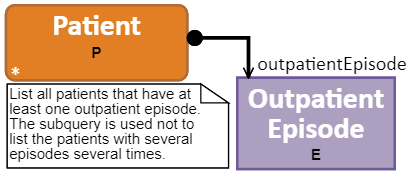 Patient
P
*
outpatientEpisode
List all patients that have at
least one outpatient episode.
The subquery is used not to
list the patients with several
episodes several times.
Outpatient
Episode
E